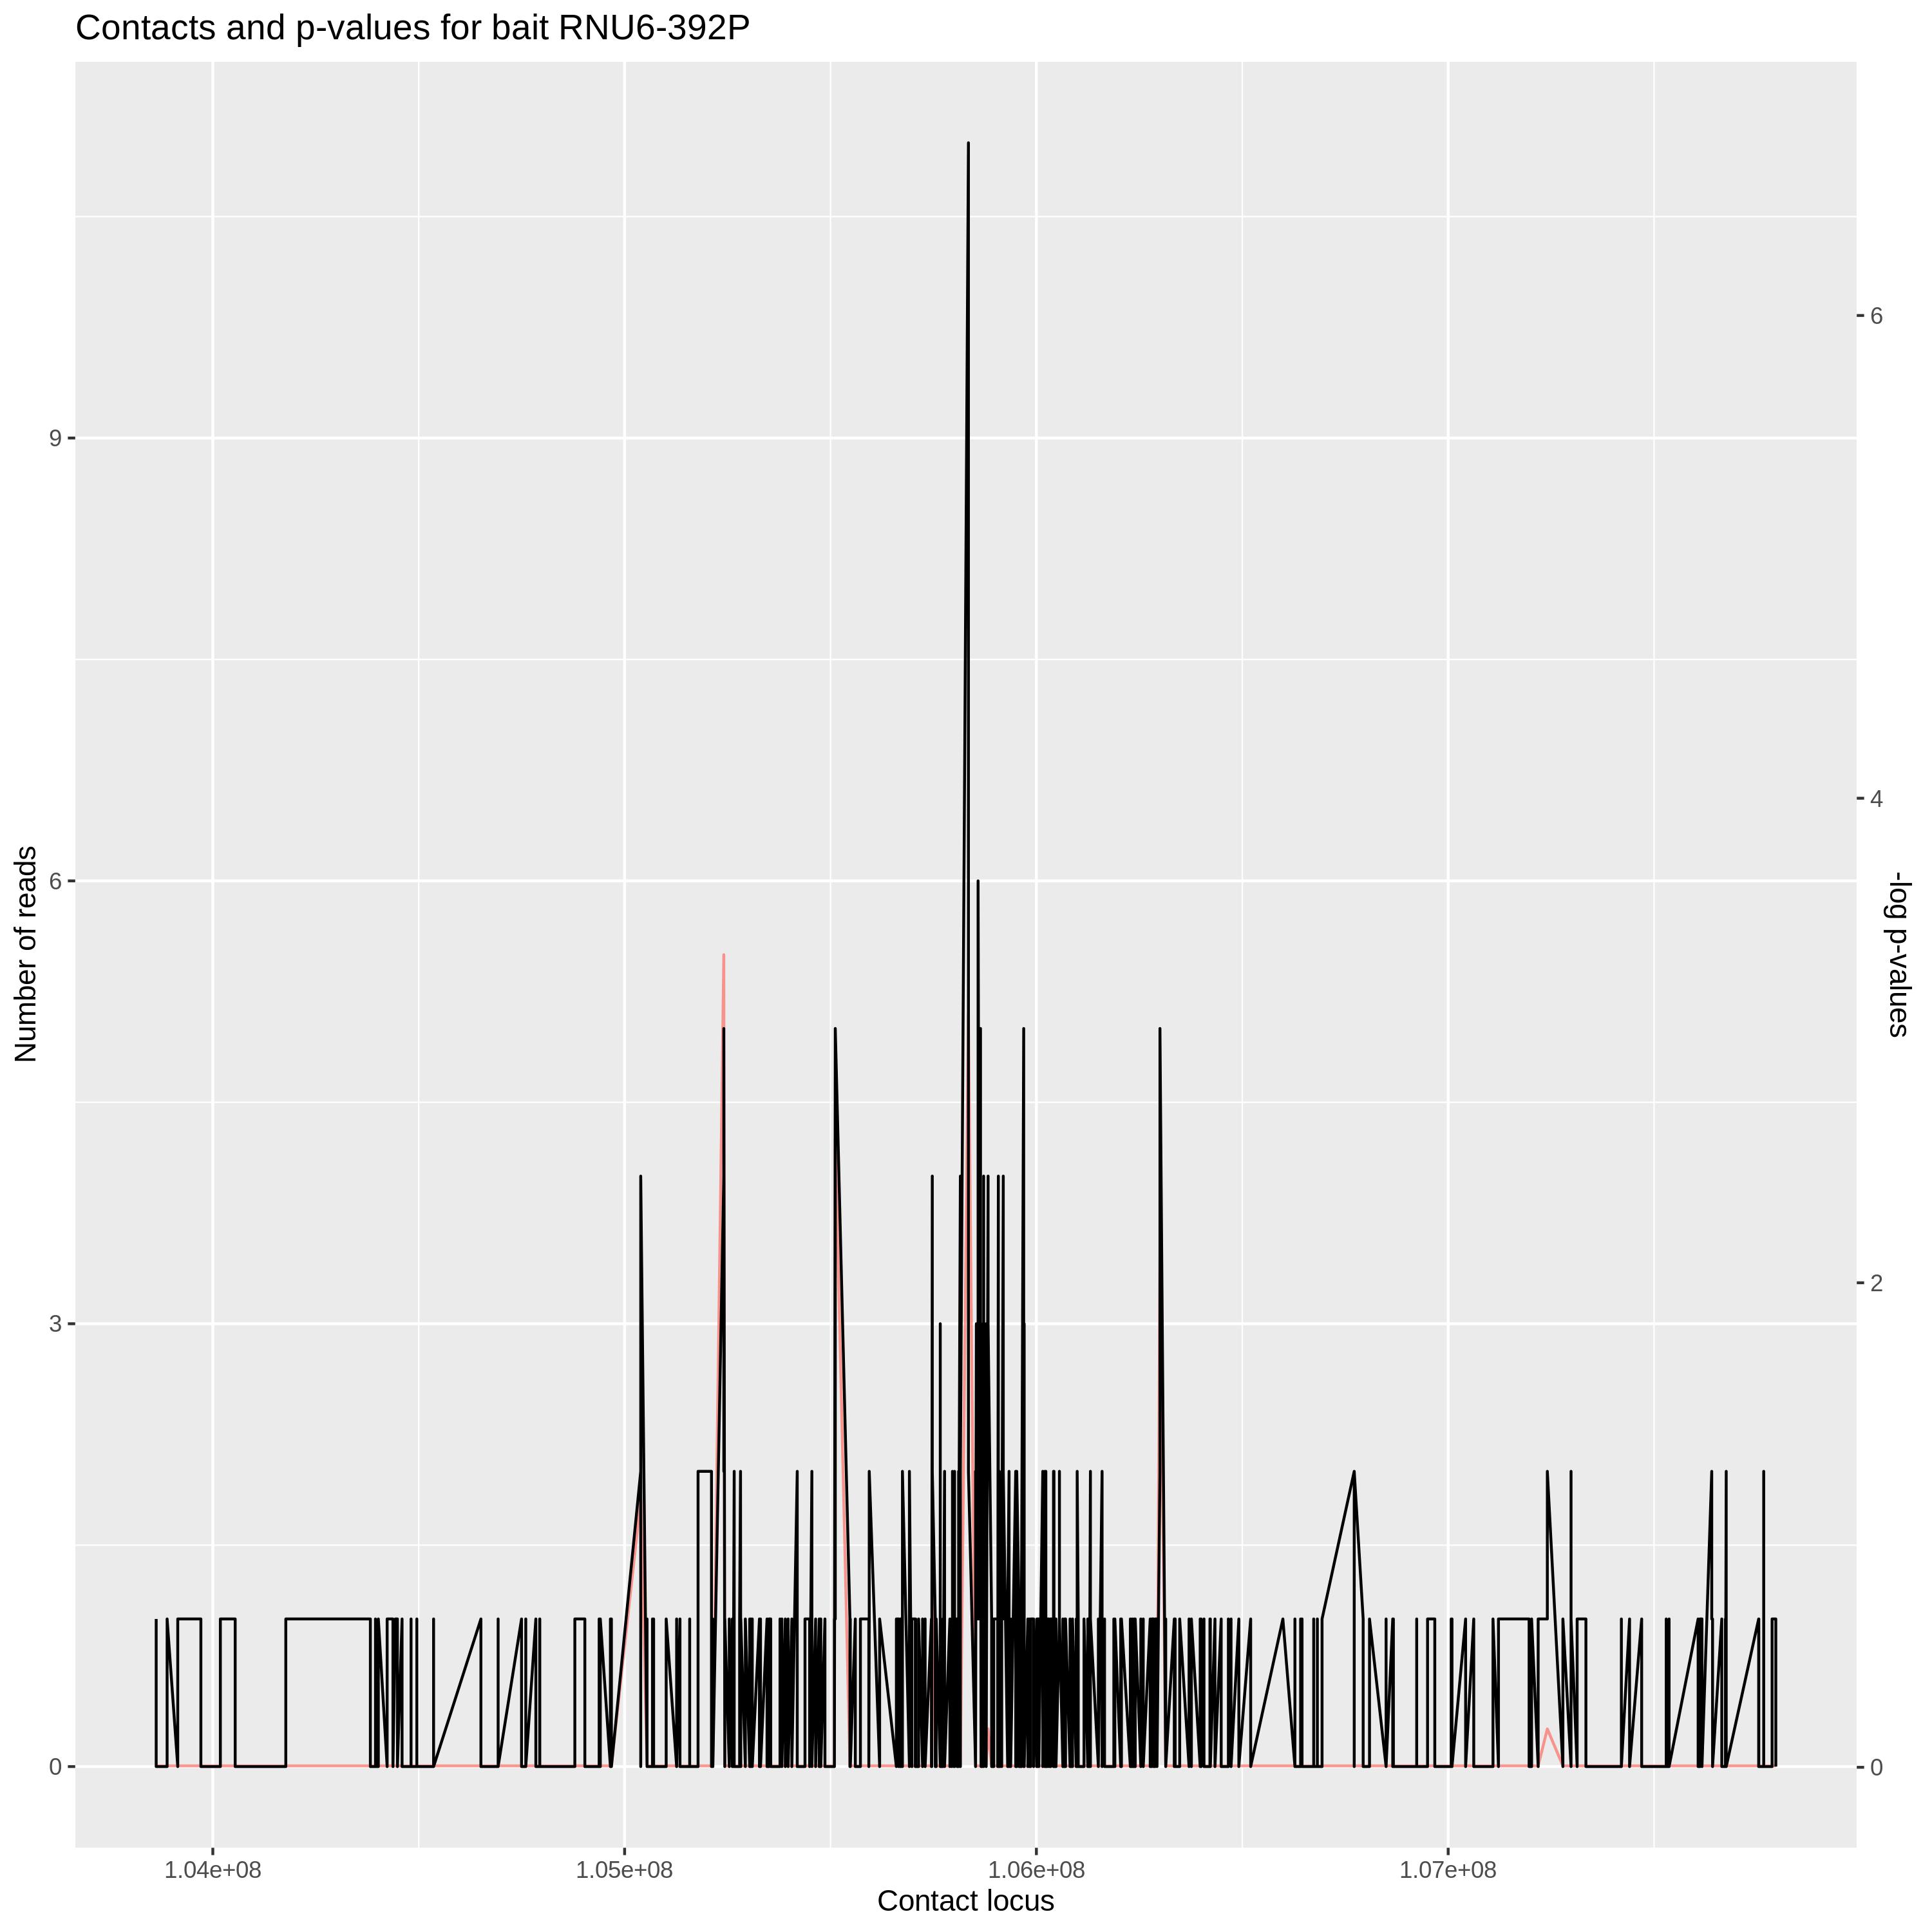 Contacts and p-values for bait RNU6-392P
9
6
3
0
Number of reads
6
4
2
0
-log p-values
1.04e+08 1.05e+08 1.06e+08 1.07e+08
Contact locus